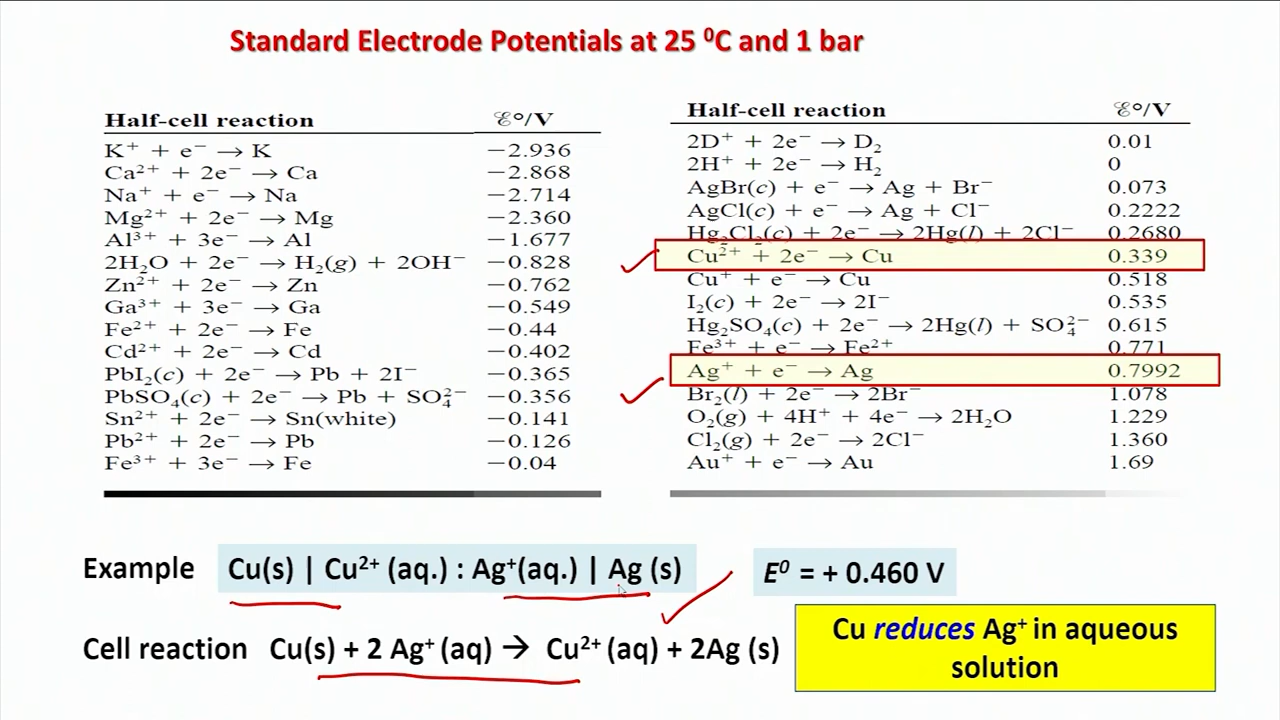 Standard Electrode Potentials at 25 ⁰C and 1 bar
Half-cell reaction ℰ°/V
K⁺ + e⁻ → K −2.936
Ca²⁺ + 2e⁻ → Ca −2.868
Na⁺ + e⁻ → Na −2.714
Mg²⁺ + 2e⁻ → Mg −2.360
Al³⁺ + 3e⁻ → Al −1.677
2H₂O + 2e⁻ → H₂(g) + 2OH⁻ −0.828
Zn²⁺ + 2e⁻ → Zn −0.762
Ga³⁺ + 3e⁻ → Ga −0.549
Fe²⁺ + 2e⁻ → Fe −0.44
Cd²⁺ + 2e⁻ → Cd −0.402
PbI₂(c) + 2e⁻ → Pb + 2I⁻ −0.365
PbSO₄(c) + 2e⁻ → Pb + SO₄²⁻ −0.356
Sn²⁺ + 2e⁻ → Sn(white) −0.141
Pb²⁺ + 2e⁻ → Pb −0.126
Fe³⁺ + 3e⁻ → Fe −0.04
Half-cell reaction ℰ°/V
2D⁺ + 2e⁻ → D₂ 0.01
2H⁺ + 2e⁻ → H₂ 0
AgBr(c) + e⁻ → Ag + Br⁻ 0.073
AgCl(c) + e⁻ → Ag + Cl⁻ 0.2222
Hg₂Cl₂(c) + 2e⁻ → 2Hg(l) + 2Cl⁻ 0.2680
Cu²⁺ + 2e⁻ → Cu 0.339
Cu⁺ + e⁻ → Cu 0.518
I₂(c) + 2e⁻ → 2I⁻ 0.535
Hg₂SO₄(c) + 2e⁻ → 2Hg(l) + SO₄²⁻ 0.615
Fe³⁺ + e⁻ → Fe²⁺ 0.771
Ag⁺ + e⁻ → Ag 0.7992
Br₂(l) + 2e⁻ → 2Br⁻ 1.078
O₂(g) + 4H⁺ + 4e⁻ → 2H₂O 1.229
Cl₂(g) + 2e⁻ → 2Cl⁻ 1.360
Au⁺ + e⁻ → Au 1.69
Example Cu(s) | Cu²⁺ (aq.) : Ag⁺(aq.) | Ag (s) E⁰ = + 0.460 V
Cell reaction Cu(s) + 2 Ag⁺ (aq) → Cu²⁺ (aq) + 2Ag (s)
Cu reduces Ag⁺ in aqueous
solution